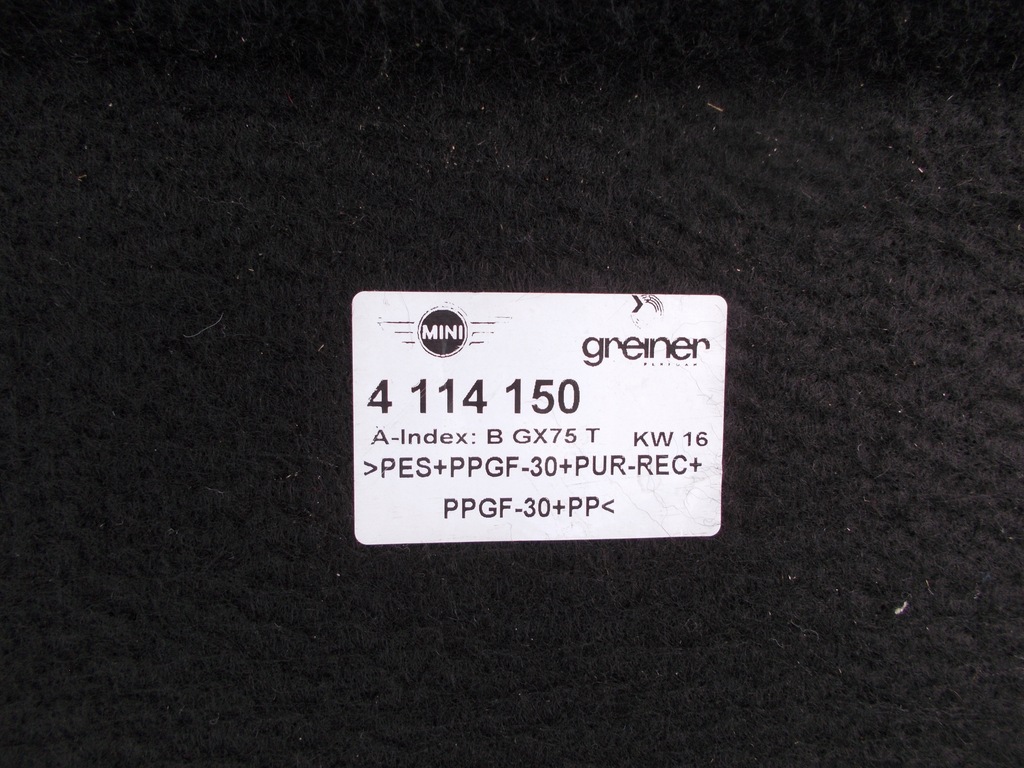 MINI
greiner
4 114 150
A-Index: B GX75 T KW 16
>PES+PPGF-30+PUR-REC+
PPGF-30+PP<